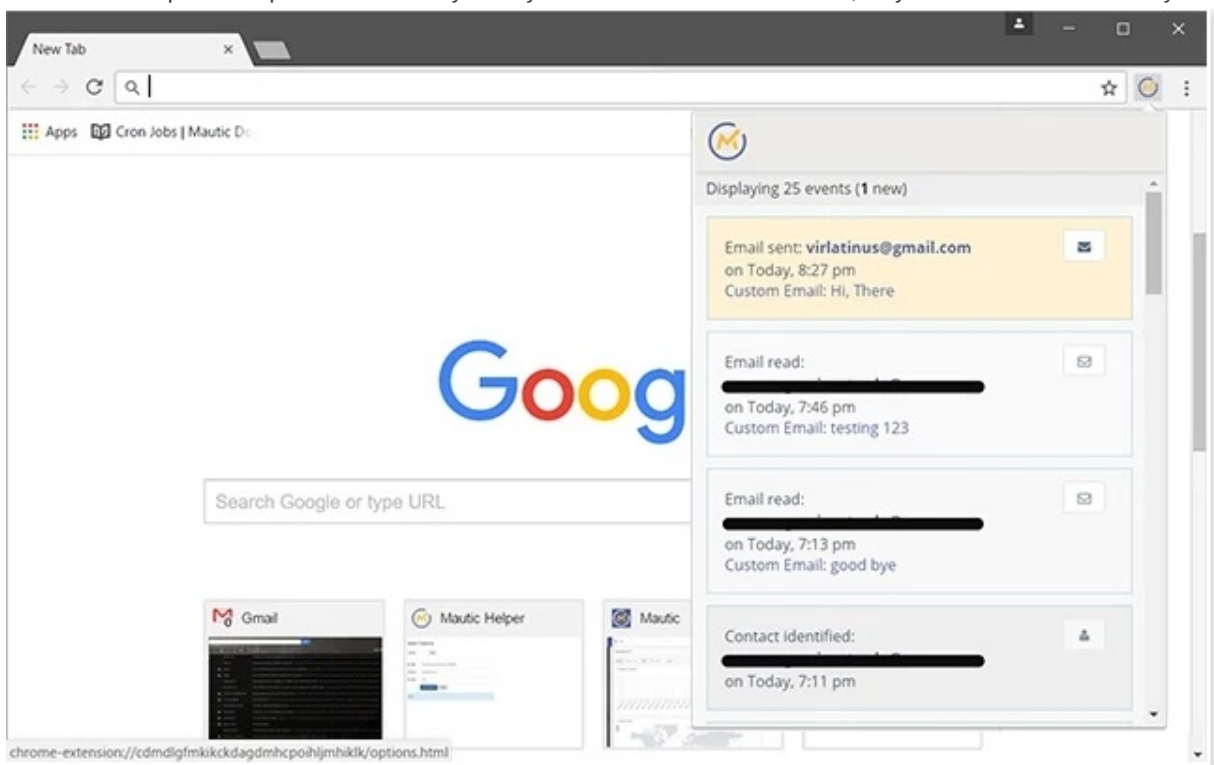 New Tab
Apps Cron Jobs | Mautic Do
Displaying 25 events (1 new)
Email sent: virlatinus@gmail.com
on Today, 8:27 pm
Custom Email: Hi, There
Email read:
on Today, 7:46 pm
Custom Email: testing 123
Email read:
on Today, 7:13 pm
Custom Email: good bye
Contact identified:
on Today, 7:11 pm
Goog
Search Google or type URL
Gmail
Mautic Helper
Mautic
chrome-extension://cdmdlgfmkikckdagdmhcpoihljmhiklk/options.html